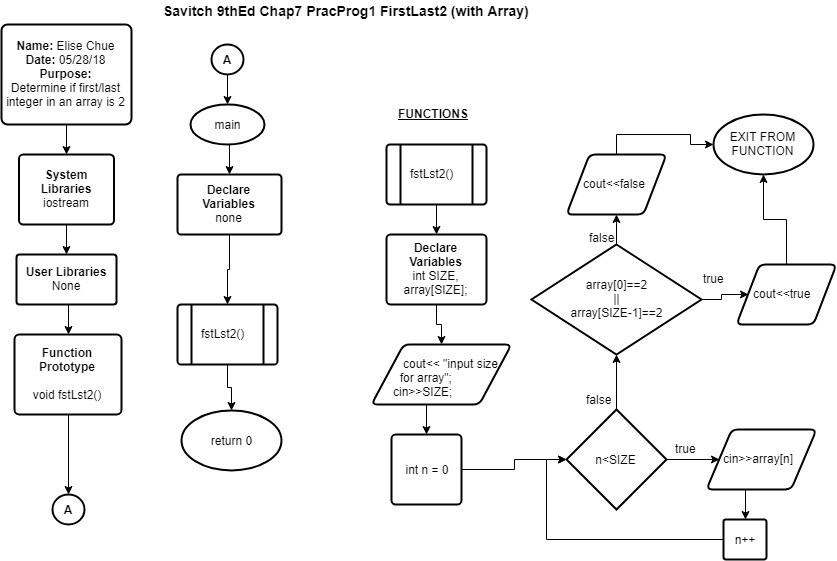 Savitch 9thEd Chap7 PracProg1 FirstLast2 (with Array)
Name: Elise Chue
Date: 05/28/18
Purpose:
Determine if first/last
integer in an array is 2
System
Libraries
iostream
User Libraries
None
Function
Prototype
void fstLst2()
A
A
main
Declare
Variables
none
fstLst2()
return 0
FUNCTIONS
fstLst2()
Declare
Variables
int SIZE,
array[SIZE];
cout<< "input size
for array";
cin>>SIZE;
int n = 0
n<SIZE
true
cin>>array[n]
n++
false
array[0]==2
||
array[SIZE-1]==2
true
cout<<true
false
cout<<false
EXIT FROM
FUNCTION